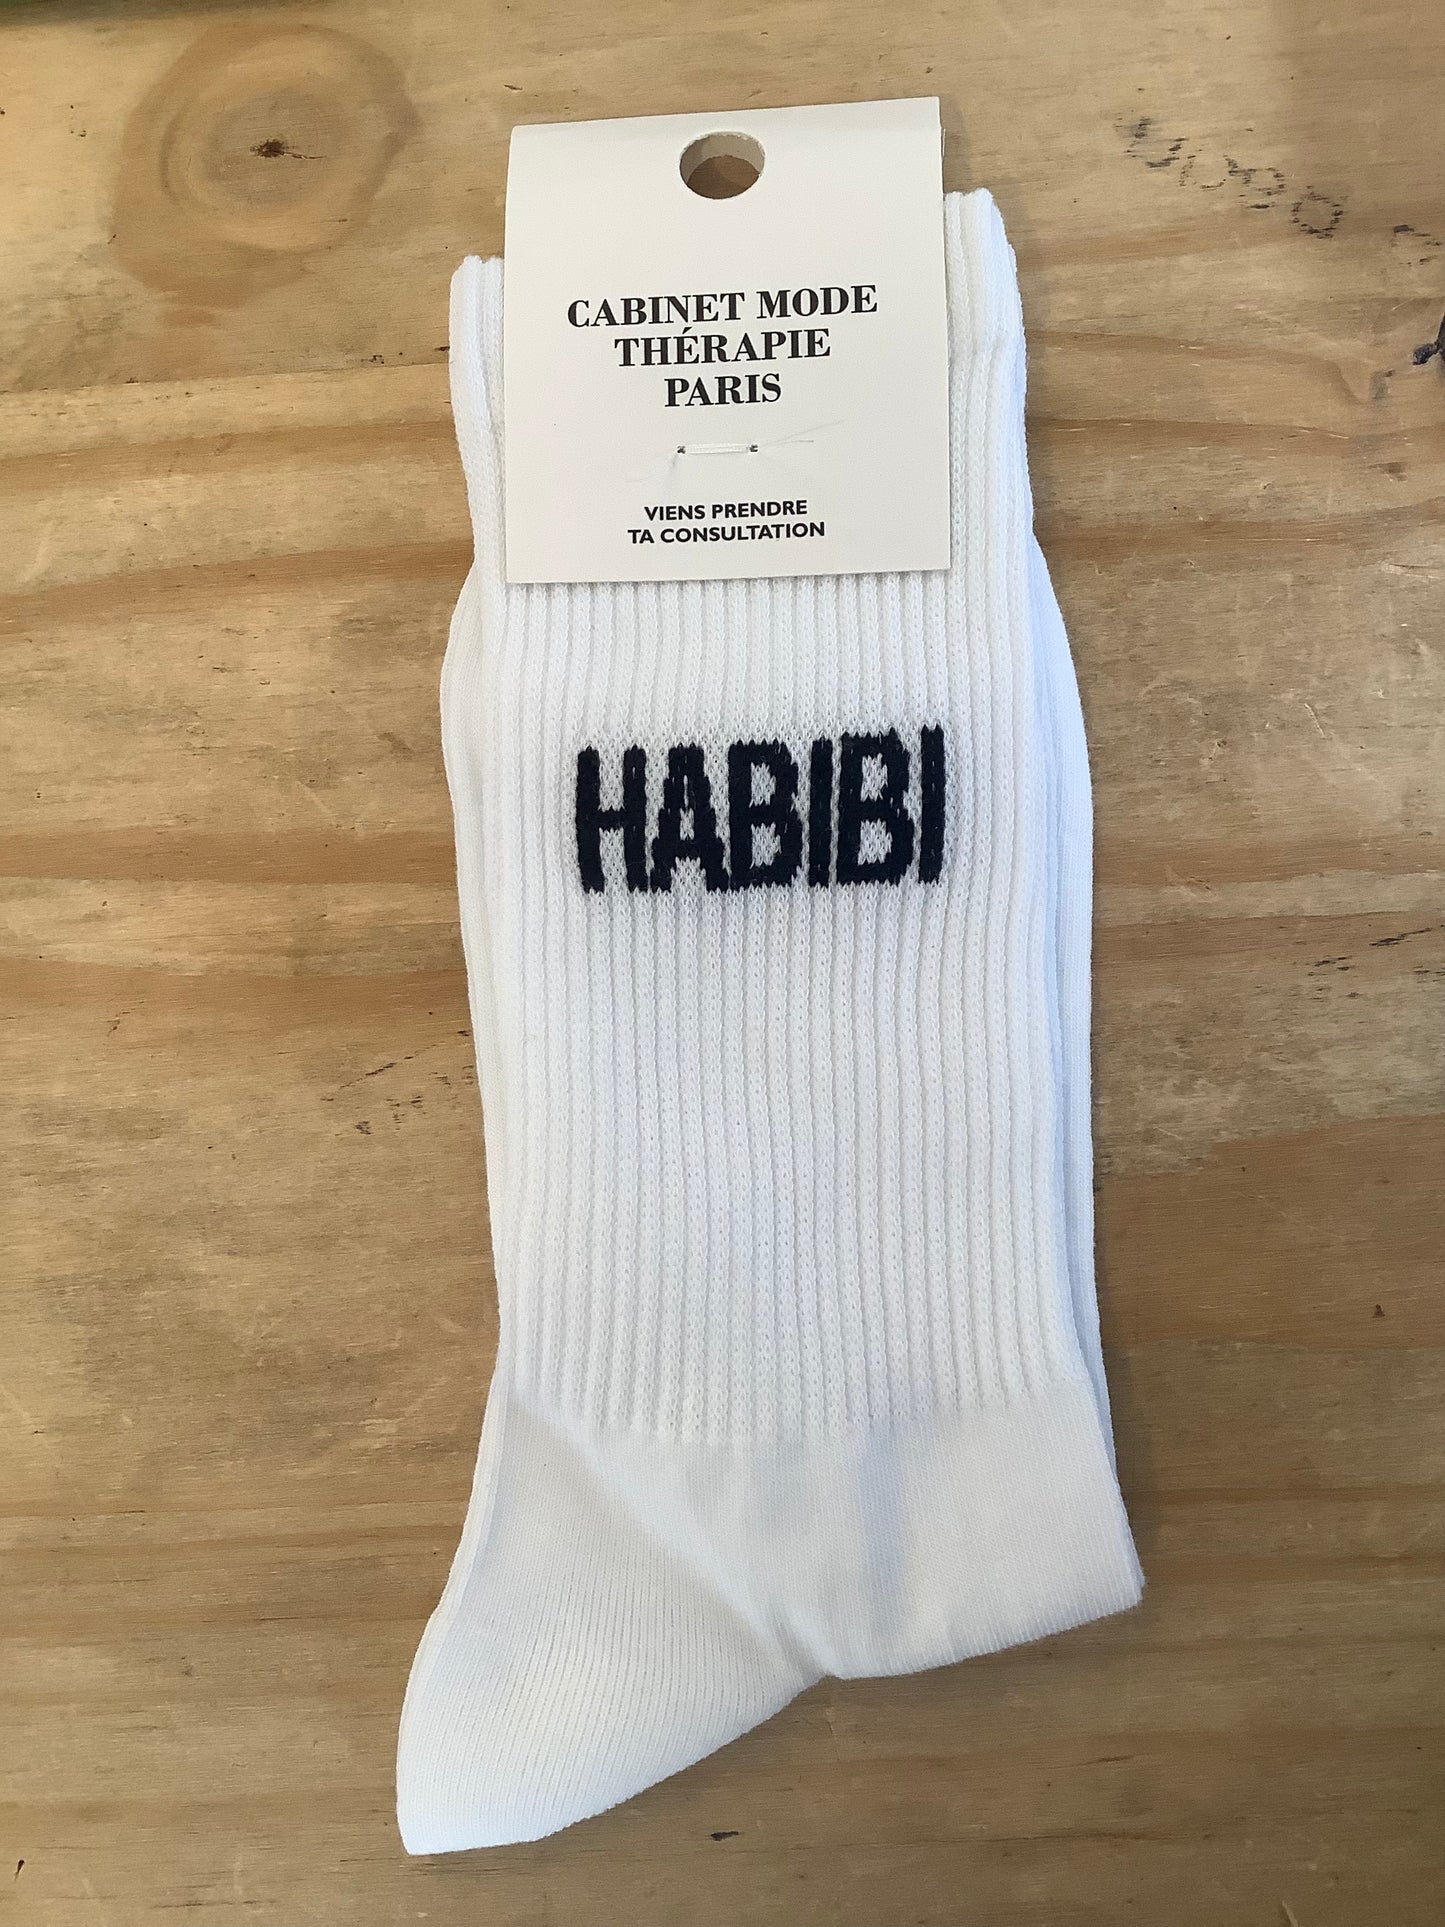 CABINET MODE
THÉRAPIE
PARIS
VIENS PRENDRE
TA CONSULTATION
HABIBI